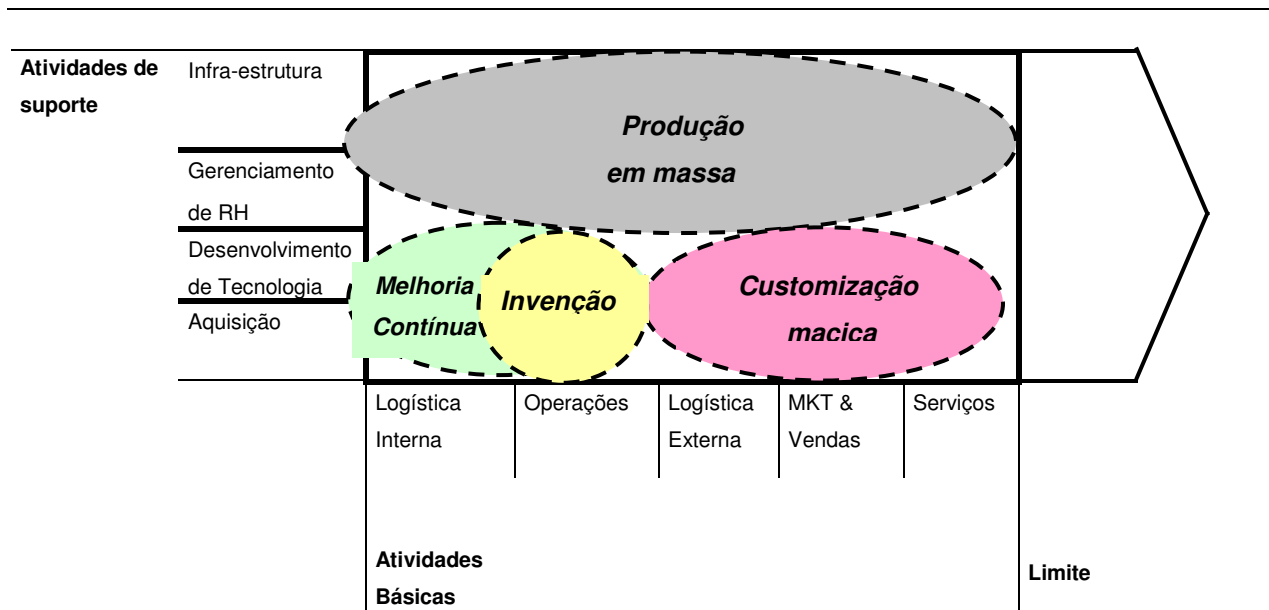 Atividades de
suporte
Infra-estrutura
Gerenciamento
de RH
Desenvolvimento
de Tecnologia
Aquisição
Produção
em massa
Melhoria
Contínua
Invenção
Customização
macica
Logística
Interna
Operações
Logística
Externa
MKT &
Vendas
Serviços
Atividades
Básicas
Limite